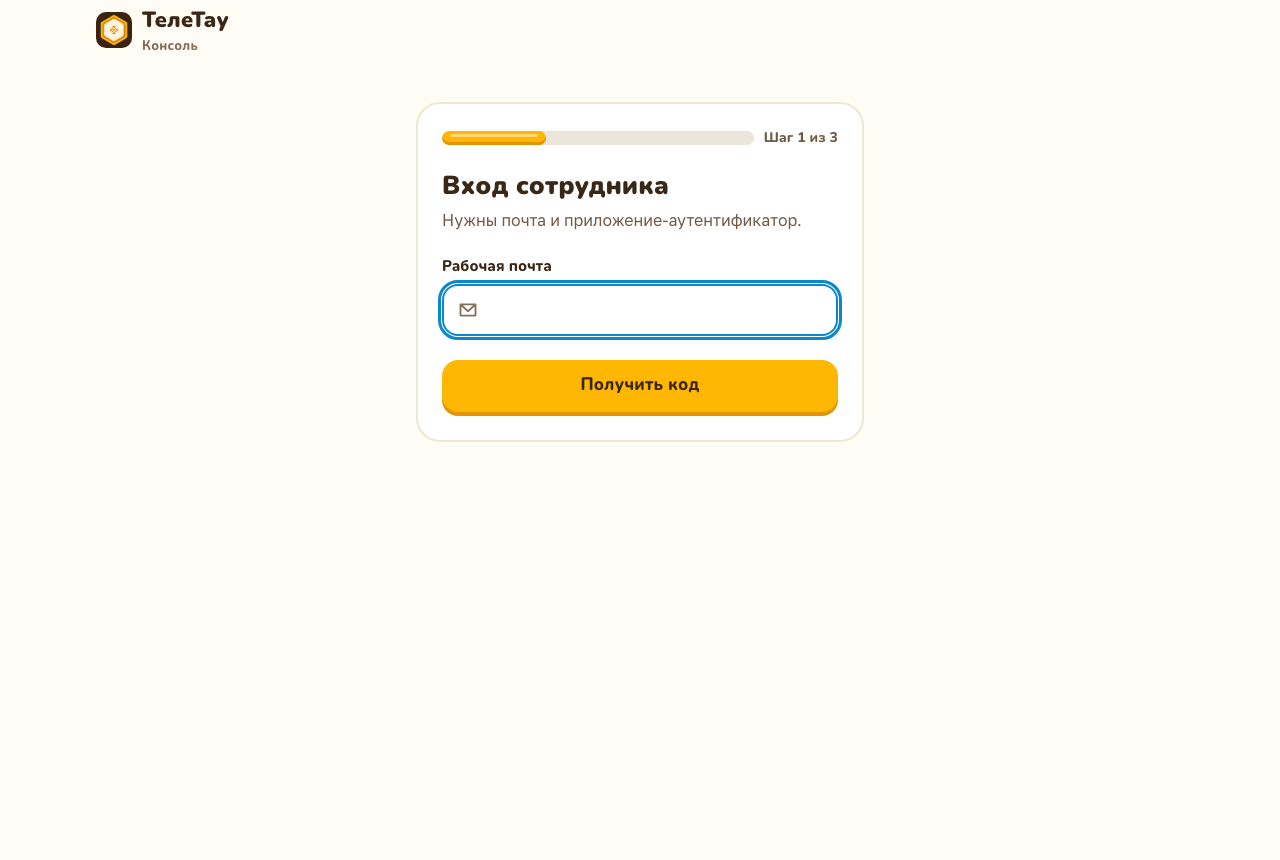 ТелеТау
Консоль
Шаг 1 из 3
Вход сотрудника
Нужны почта и приложение-аутентификатор.
Рабочая почта
Получить код